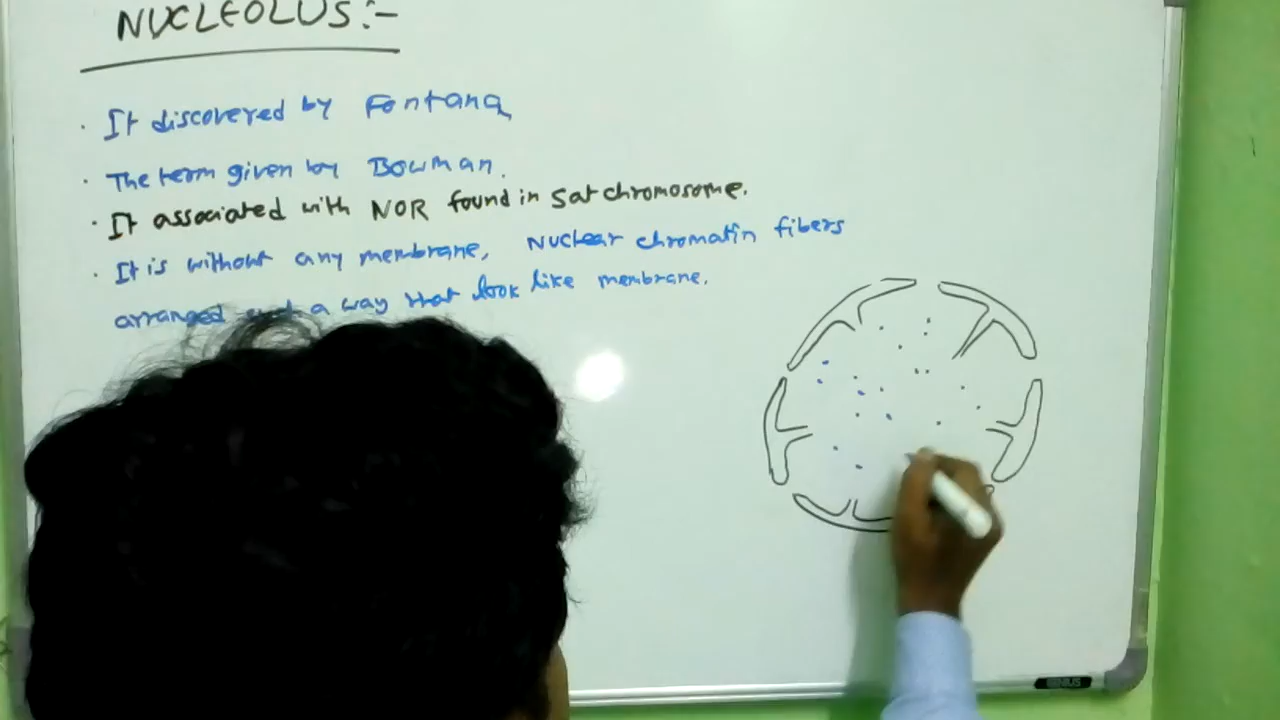 NUCLEOLUS:-
· It discovered by Fontana
· The term given by Bowman.
· It associated with NOR found in Sat chromosome.
· It is without any membrane, Nuclear chromatin fibers
arranged a way that look like membrane.
GENIUS